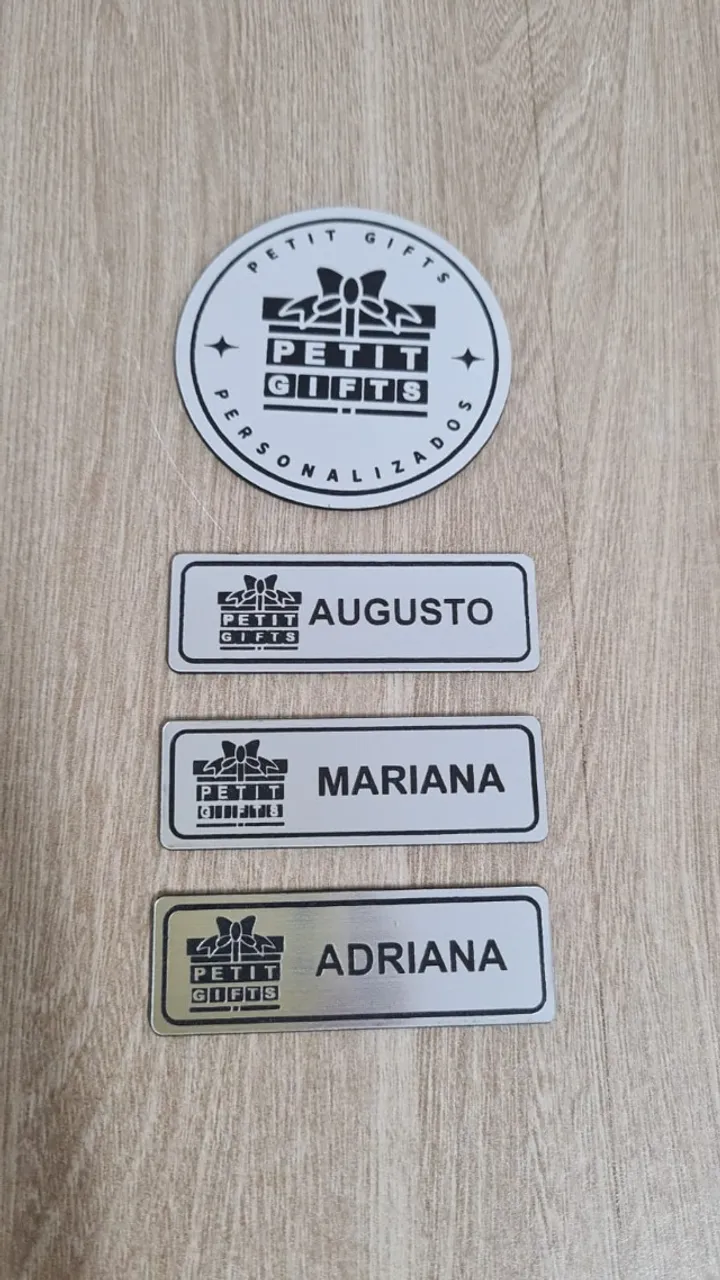 PETIT GIFTS
PETIT
GIFTS
PERSONALIZADOS
PETIT
GIFTS
AUGUSTO
PETIT
GIFTS
MARIANA
PETIT
GIFTS
ADRIANA